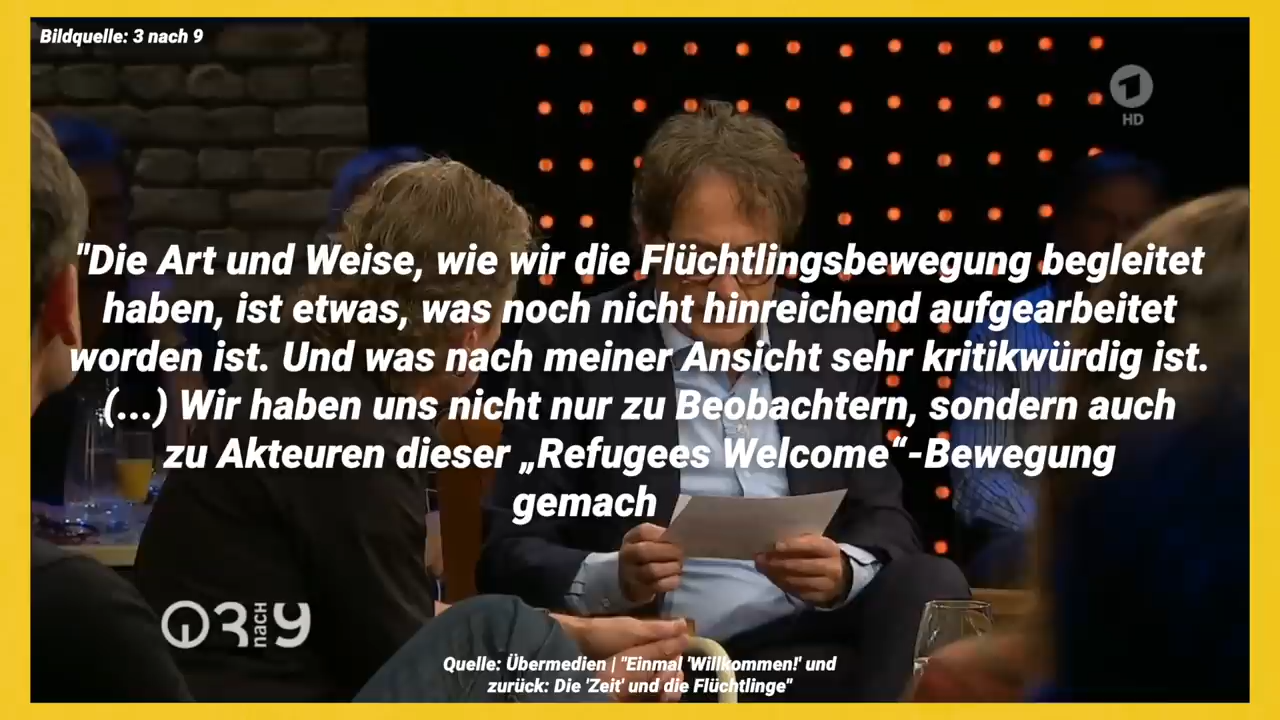 Bildquelle: 3 nach 9
HD
"Die Art und Weise, wie wir die Flüchtlingsbewegung begleitet
haben, ist etwas, was noch nicht hinreichend aufgearbeitet
worden ist. Und was nach meiner Ansicht sehr kritikwürdig ist.
(...) Wir haben uns nicht nur zu Beobachtern, sondern auch
zu Akteuren dieser „Refugees Welcome“-Bewegung
gemach
3 nach 9
Quelle: Übermedien | "Einmal 'Willkommen!' und
zurück: Die 'Zeit' und die Flüchtlinge"